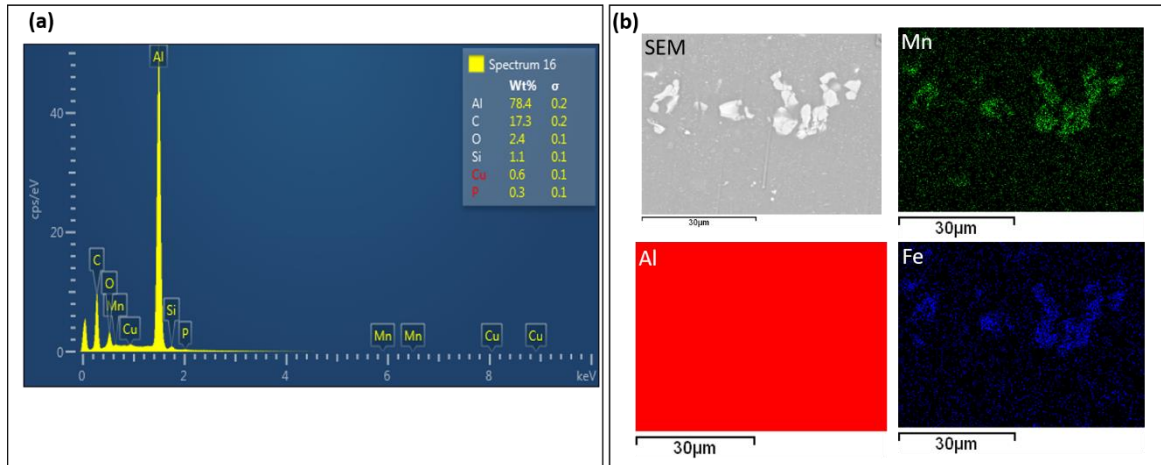 (a)
Spectrum 16
Wt% σ
Al 78.4 0.2
C 17.3 0.2
O 2.4 0.1
Si 1.1 0.1
Cu 0.6 0.1
P 0.3 0.1
cps/eV
40
20
0
Al
C
O
Mn
Cu
Si
P
Mn
Mn
Cu
Cu
0 2 4 6 8 keV
(b)
SEM
30µm
Mn
30µm
Al
30µm
Fe
30µm